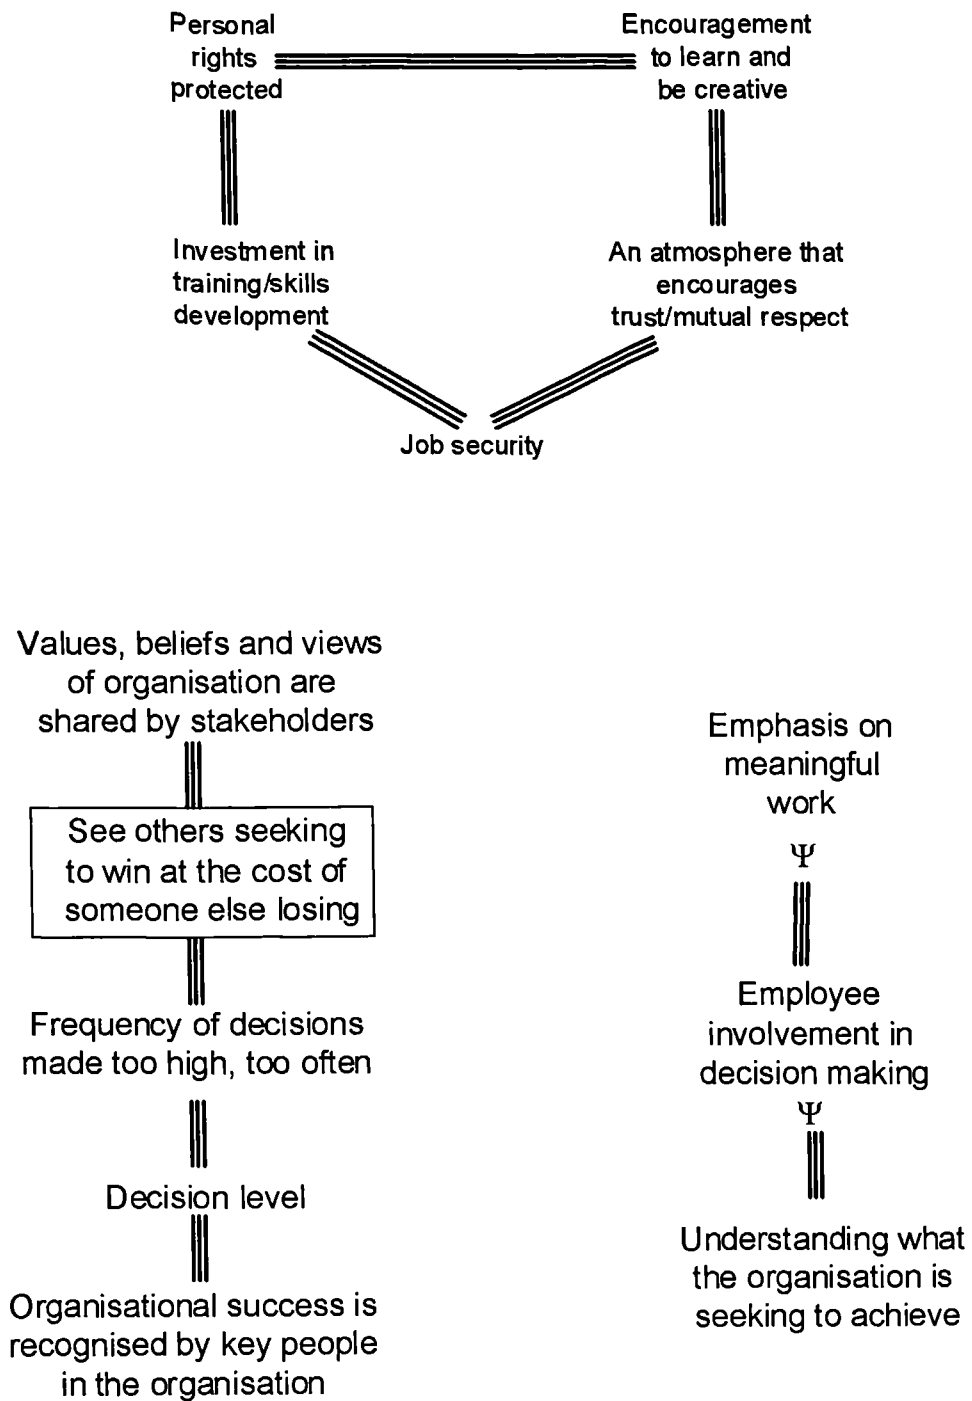 Personal
rights
protected
Encouragement
to learn and
be creative
Investment in
training/skills
development
An atmosphere that
encourages
trust/mutual respect
Job security
Values, beliefs and views
of organisation are
shared by stakeholders
See others seeking
to win at the cost of
someone else losing
Frequency of decisions
made too high, too often
Decision level
Organisational success is
recognised by key people
in the organisation
Emphasis on
meaningful
work
Ψ
Employee
involvement in
decision making
Ψ
Understanding what
the organisation is
seeking to achieve